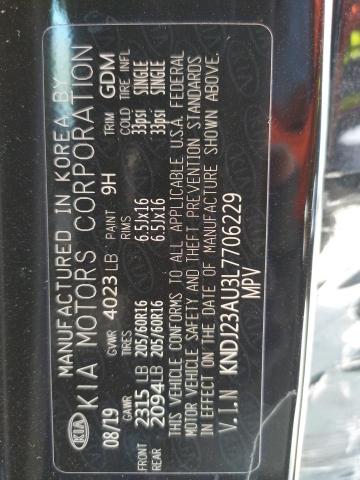 MANUFACTURED IN KOREA BY
KIA KIA MOTORS CORPORATION
08/19 GVWR 4023 LB PAINT 9H TRIM GDM
GAWR TIRES RIMS COLD TIRE INFL
FRONT 2315 LB 205/60R16 6.5Jx16 33psi SINGLE
REAR 2094 LB 205/60R16 6.5Jx16 33psi SINGLE
THIS VEHICLE CONFORMS TO ALL APPLICABLE U.S.A. FEDERAL
MOTOR VEHICLE SAFETY AND THEFT PREVENTION STANDARDS
IN EFFECT ON THE DATE OF MANUFACTURE SHOWN ABOVE.
V.I.N KNDJ23AU3L7706229
MPV